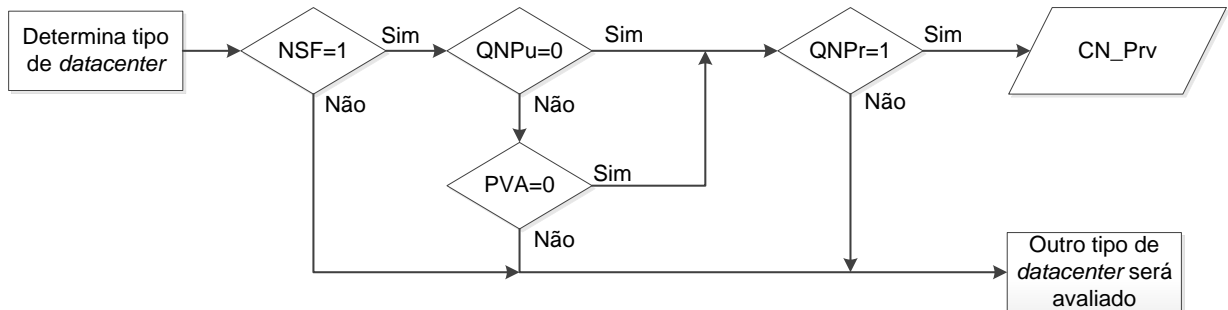 Determina tipo
de datacenter
NSF=1
Sim
QNPu=0
Sim
QNPr=1
Sim
CN_Prv
Não
Não
Não
PVA=0
Sim
Não
Outro tipo de
datacenter será
avaliado